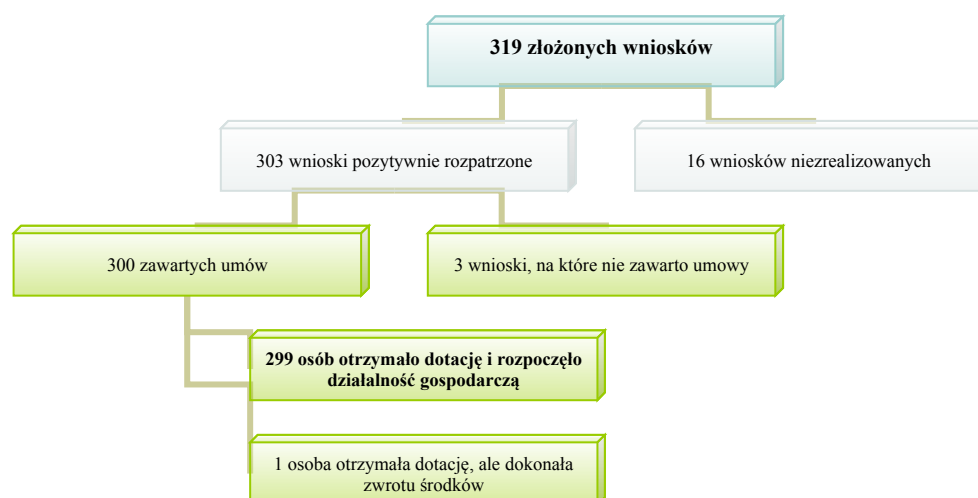 319 złożonych wniosków
303 wnioski pozytywnie rozpatrzone
16 wniosków niezrealizowanych
300 zawartych umów
3 wnioski, na które nie zawarto umowy
299 osób otrzymało dotację i rozpoczęło
działalność gospodarczą
1 osoba otrzymała dotację, ale dokonała
zwrotu środków